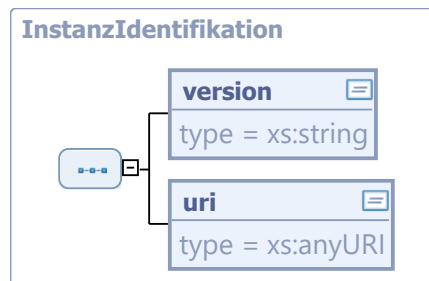 InstanzIdentifikation
version
type = xs:string
uri
type = xs:anyURI